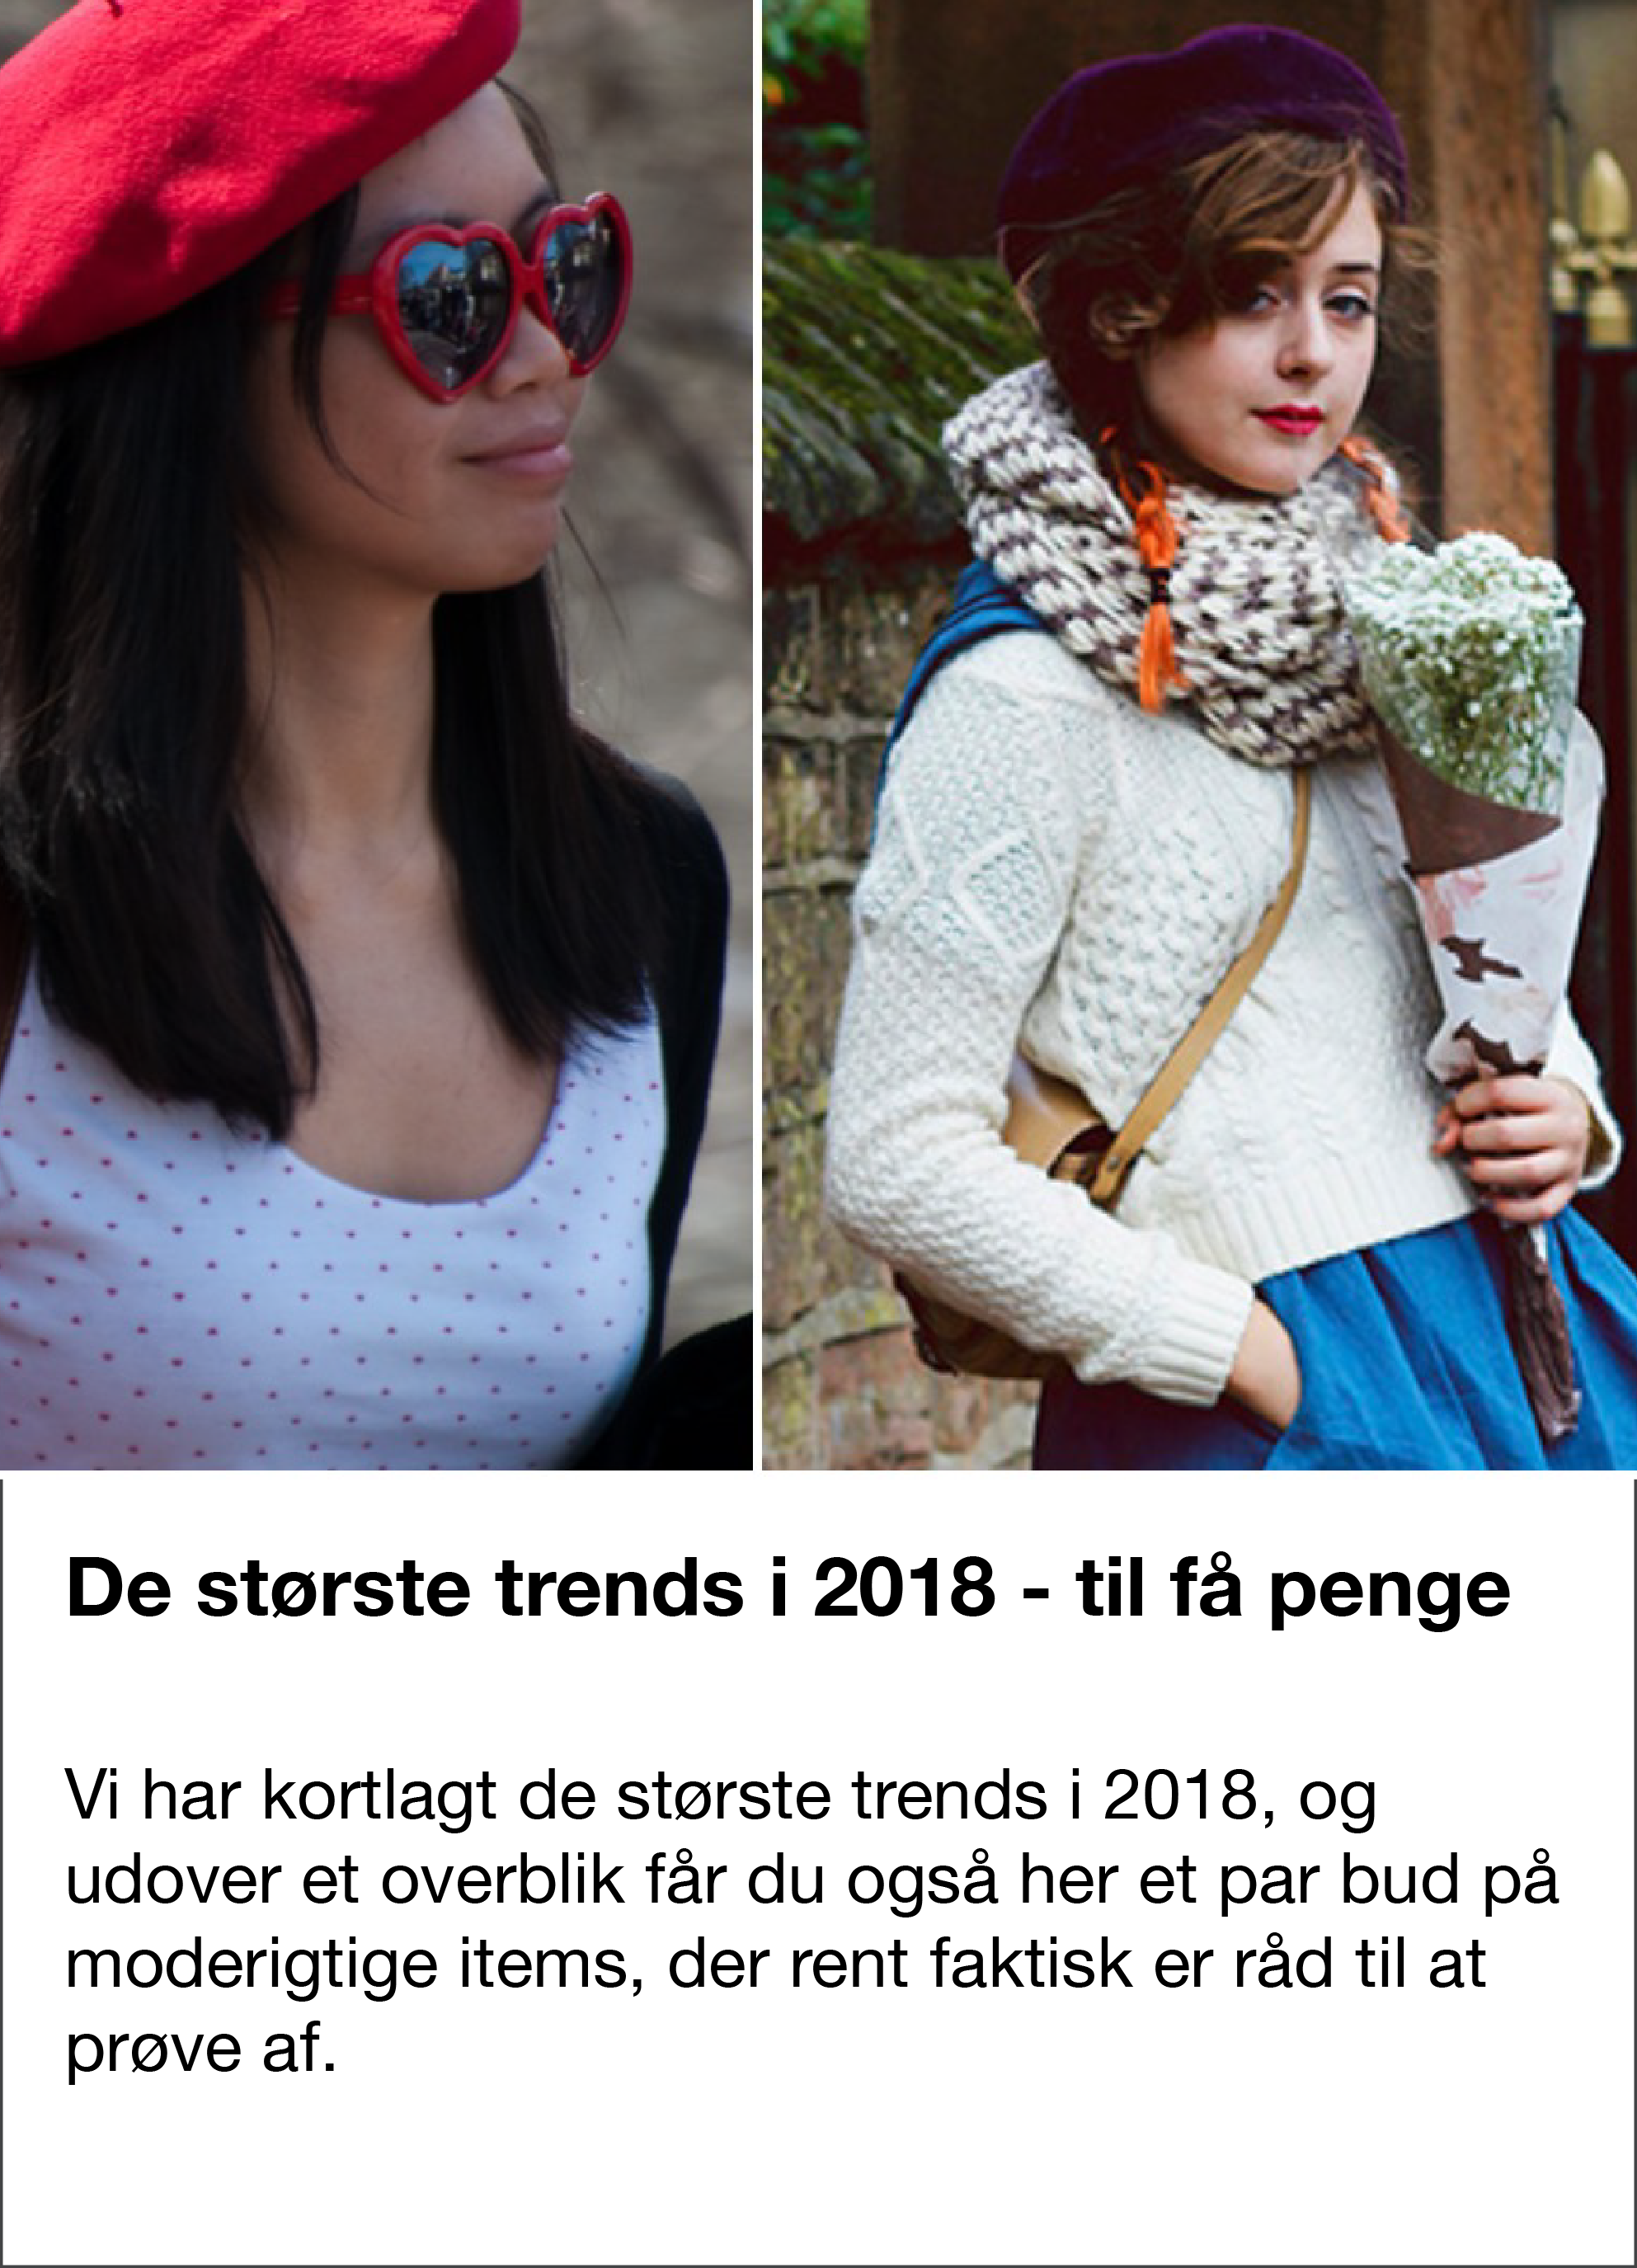 De største trends i 2018 - til få penge
Vi har kortlagt de største trends i 2018, og
udover et overblik får du også her et par bud på
moderigtige items, der rent faktisk er råd til at
prøve af.